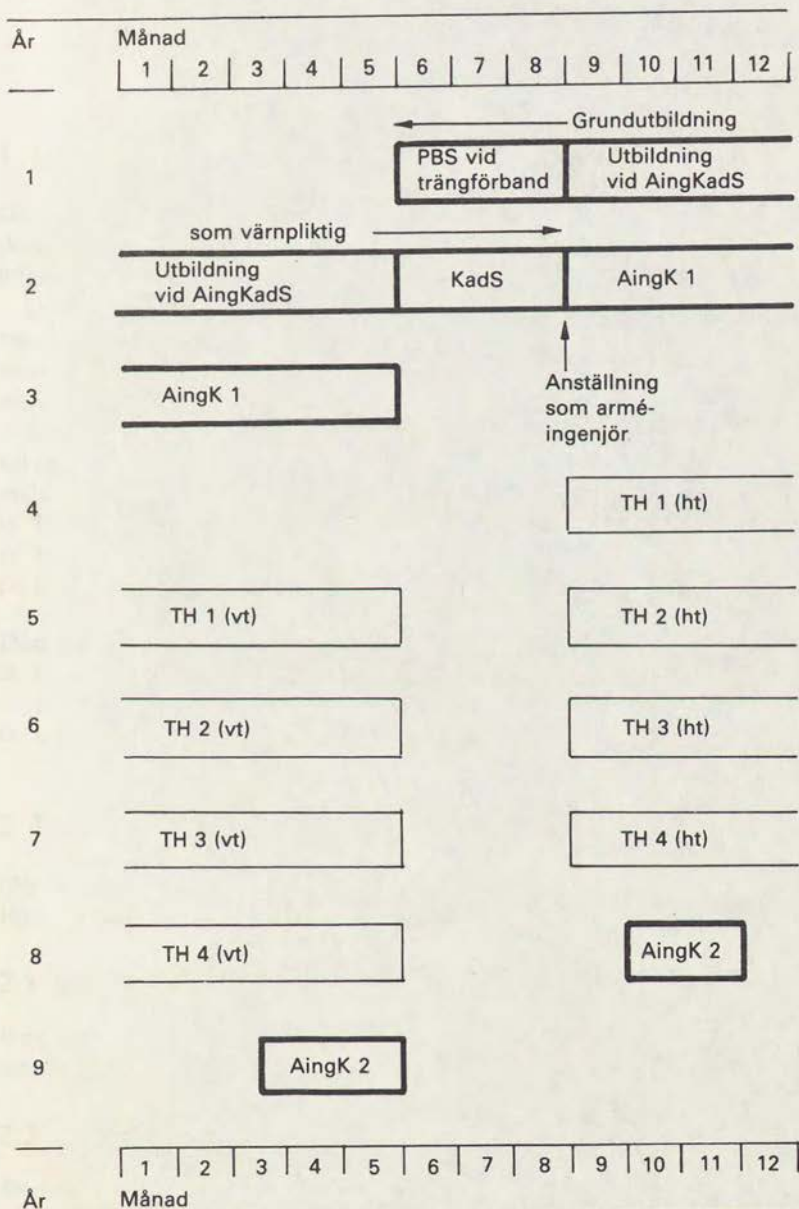 År Månad
1 2 3 4 5 6 7 8 9 10 11 12
Grundutbildning
1
PBS vid
trängförband
Utbildning
vid AingKadS
som värnpliktig
2
Utbildning
vid AingKadS
KadS
AingK 1
3
AingK 1
Anställning
som armé-
ingenjör
4 TH 1 (ht)
5 TH 1 (vt) TH 2 (ht)
6 TH 2 (vt) TH 3 (ht)
7 TH 3 (vt) TH 4 (ht)
8 TH 4 (vt) AingK 2
9 AingK 2
1 2 3 4 5 6 7 8 9 10 11 12
År Månad